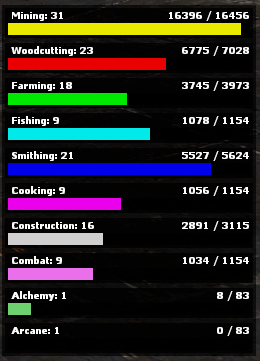 Mining: 31 16396 / 16456
Woodcutting: 23 6775 / 7028
Farming: 18 3745 / 3973
Fishing: 9 1078 / 1154
Smithing: 21 5527 / 5624
Cooking: 9 1056 / 1154
Construction: 16 2891 / 3115
Combat: 9 1034 / 1154
Alchemy: 1 8 / 83
Arcane: 1 0 / 83